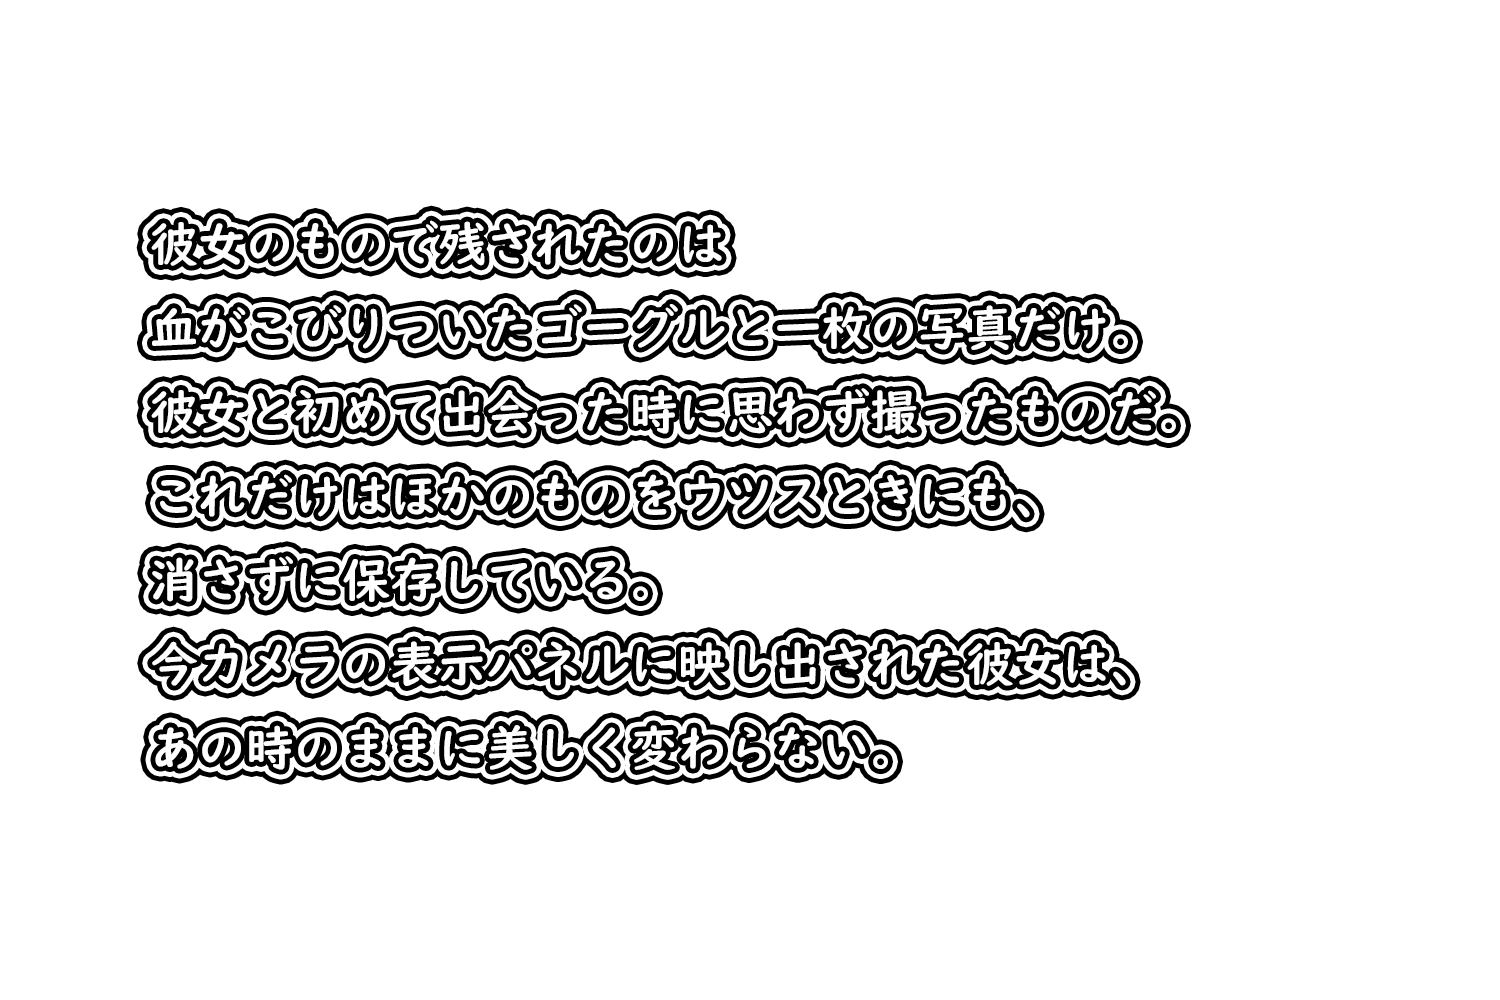 彼女のもので残されたのは
血がこびりついたゴーグルと一枚の写真だけ。
彼女と初めて出会った時に思わず撮ったものだ。
これだけはほかのものをウツスときにも、
消さずに保存している。
今カメラの表示パネルに映し出された彼女は、
あの時のままに美しく変わらない。